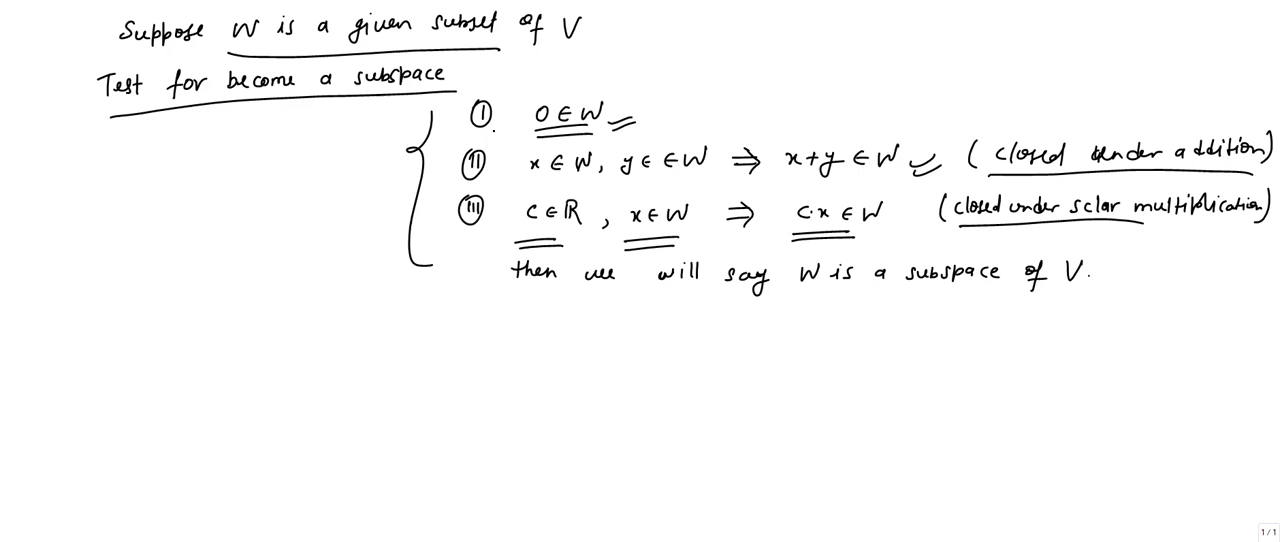 Suppose W is a given subset of V
Test for become a subspace
(I). 0 ∈ W
(II) x ∈ W, y ∈ ∈ W ⇒ x+y ∈ W (closed under addition)
(III) c ∈ ℝ, x ∈ W ⇒ c·x ∈ W (closed under sclar multiplication)
then we will say W is a subspace of V.
1/1